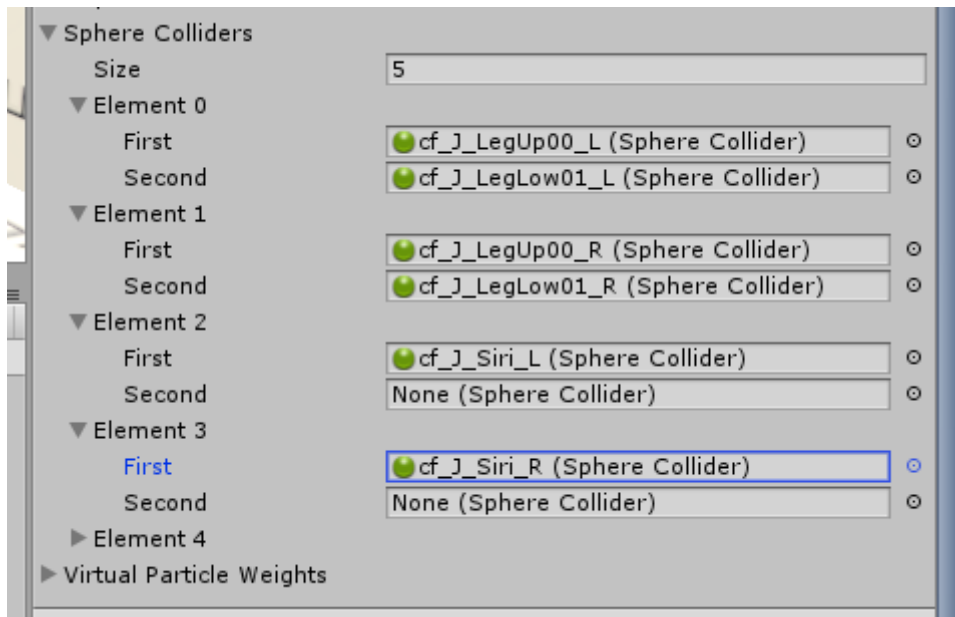 Sphere Colliders
Size 5
Element 0
First cf_J_LegUp00_L (Sphere Collider)
Second cf_J_LegLow01_L (Sphere Collider)
Element 1
First cf_J_LegUp00_R (Sphere Collider)
Second cf_J_LegLow01_R (Sphere Collider)
Element 2
First cf_J_Siri_L (Sphere Collider)
Second None (Sphere Collider)
Element 3
First cf_J_Siri_R (Sphere Collider)
Second None (Sphere Collider)
Element 4
Virtual Particle Weights